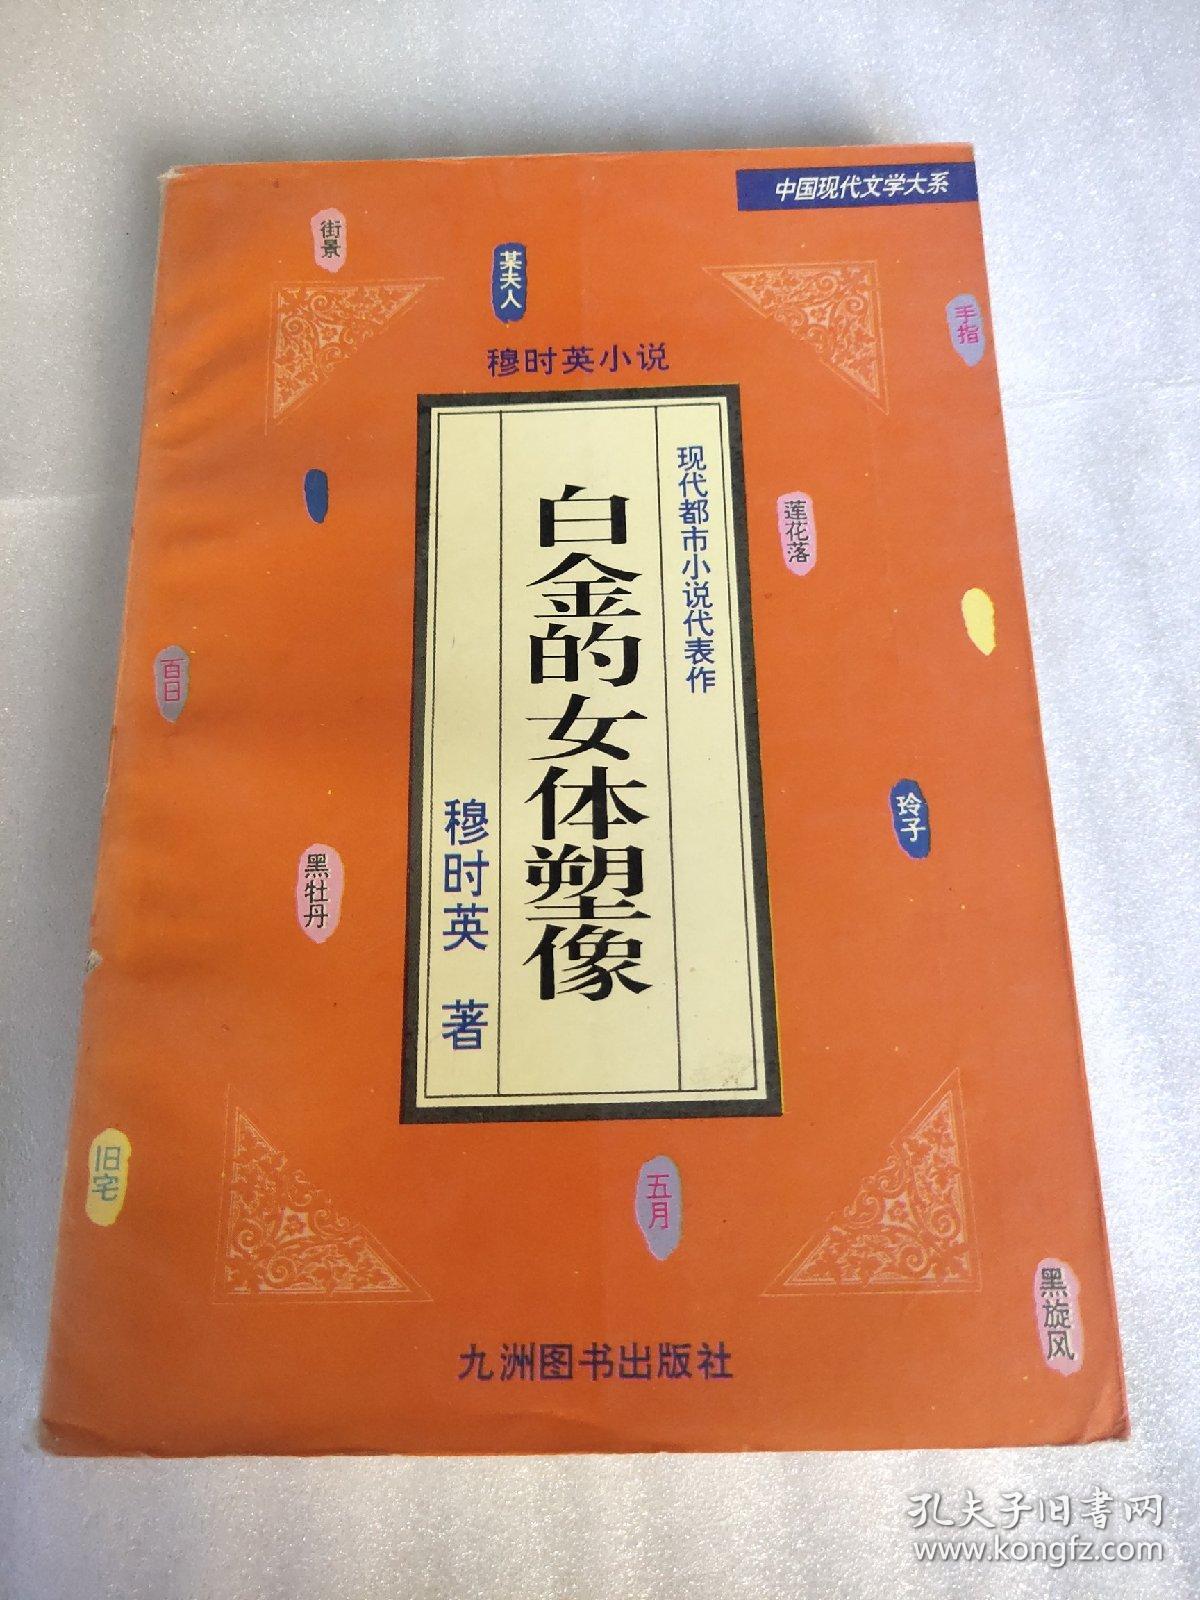 中国现代文学大系
街景
某夫人
手指
穆时英小说
现代都市小说代表作
白金的女体塑像
穆时英 著
莲花落
百日
玲子
黑牡丹
旧宅
五月
黑旋风
九洲图书出版社
孔夫子旧书网
www.kongfz.com